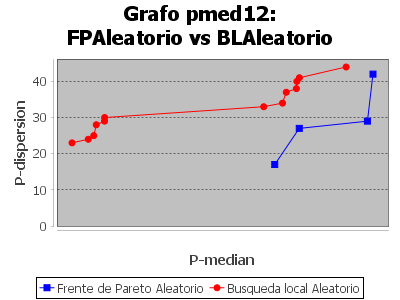 Grafo pmed12:
FPAleatorio vs BLAleatorio
P-dispersion
40
30
20
10
0
P-median
Frente de Pareto Aleatorio
Busqueda local Aleatorio